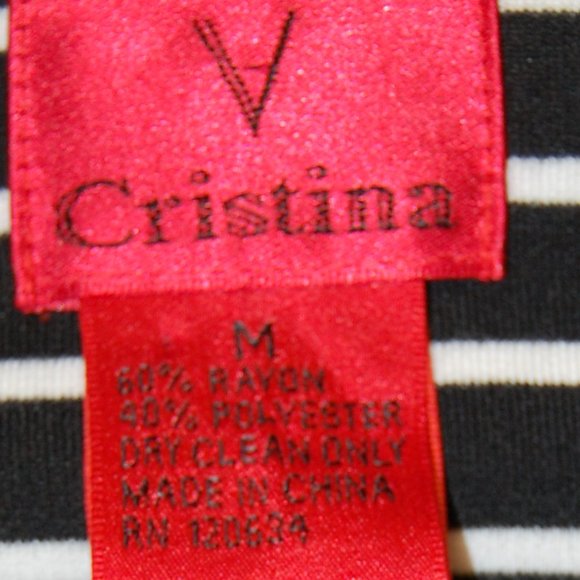 ∀
Cristina
M
60% RAYON
40% POLYESTER
DRY CLEAN ONLY
MADE IN CHINA
RN 120634